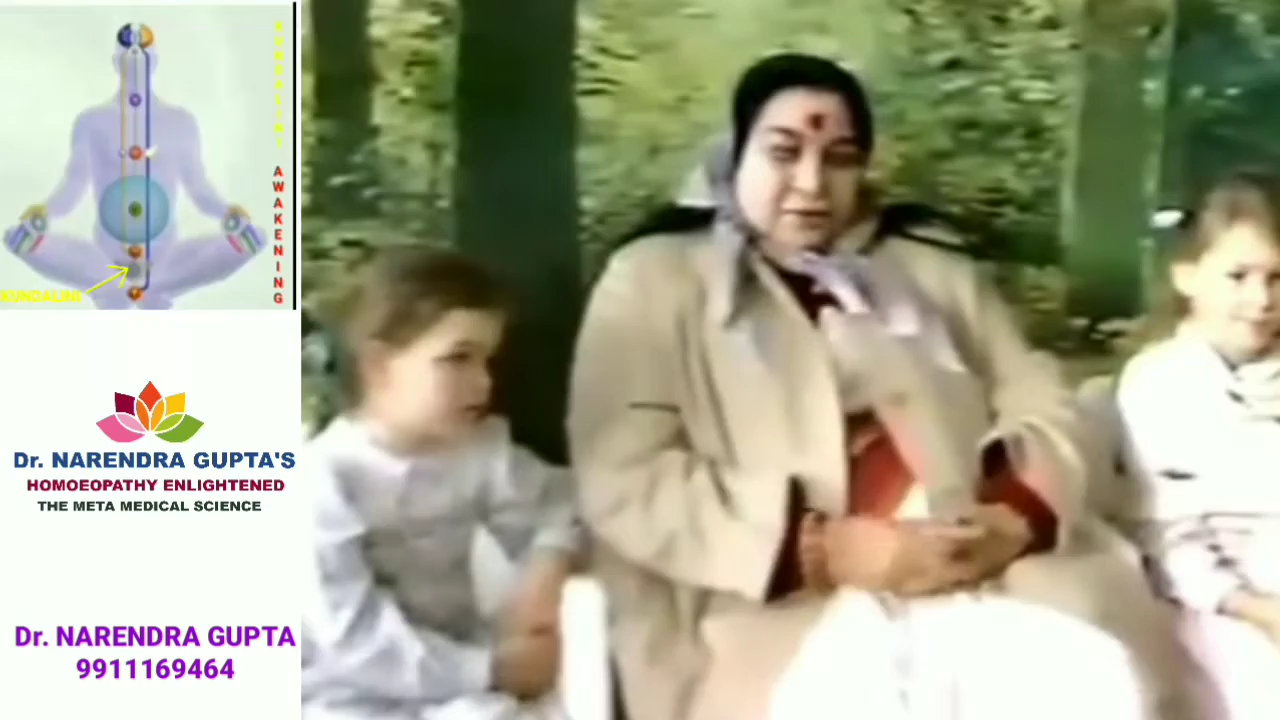 KUNDALINI AWAKENING
KUNDALINI
Dr. NARENDRA GUPTA'S
HOMOEOPATHY ENLIGHTENED
THE META MEDICAL SCIENCE
Dr. NARENDRA GUPTA
9911169464